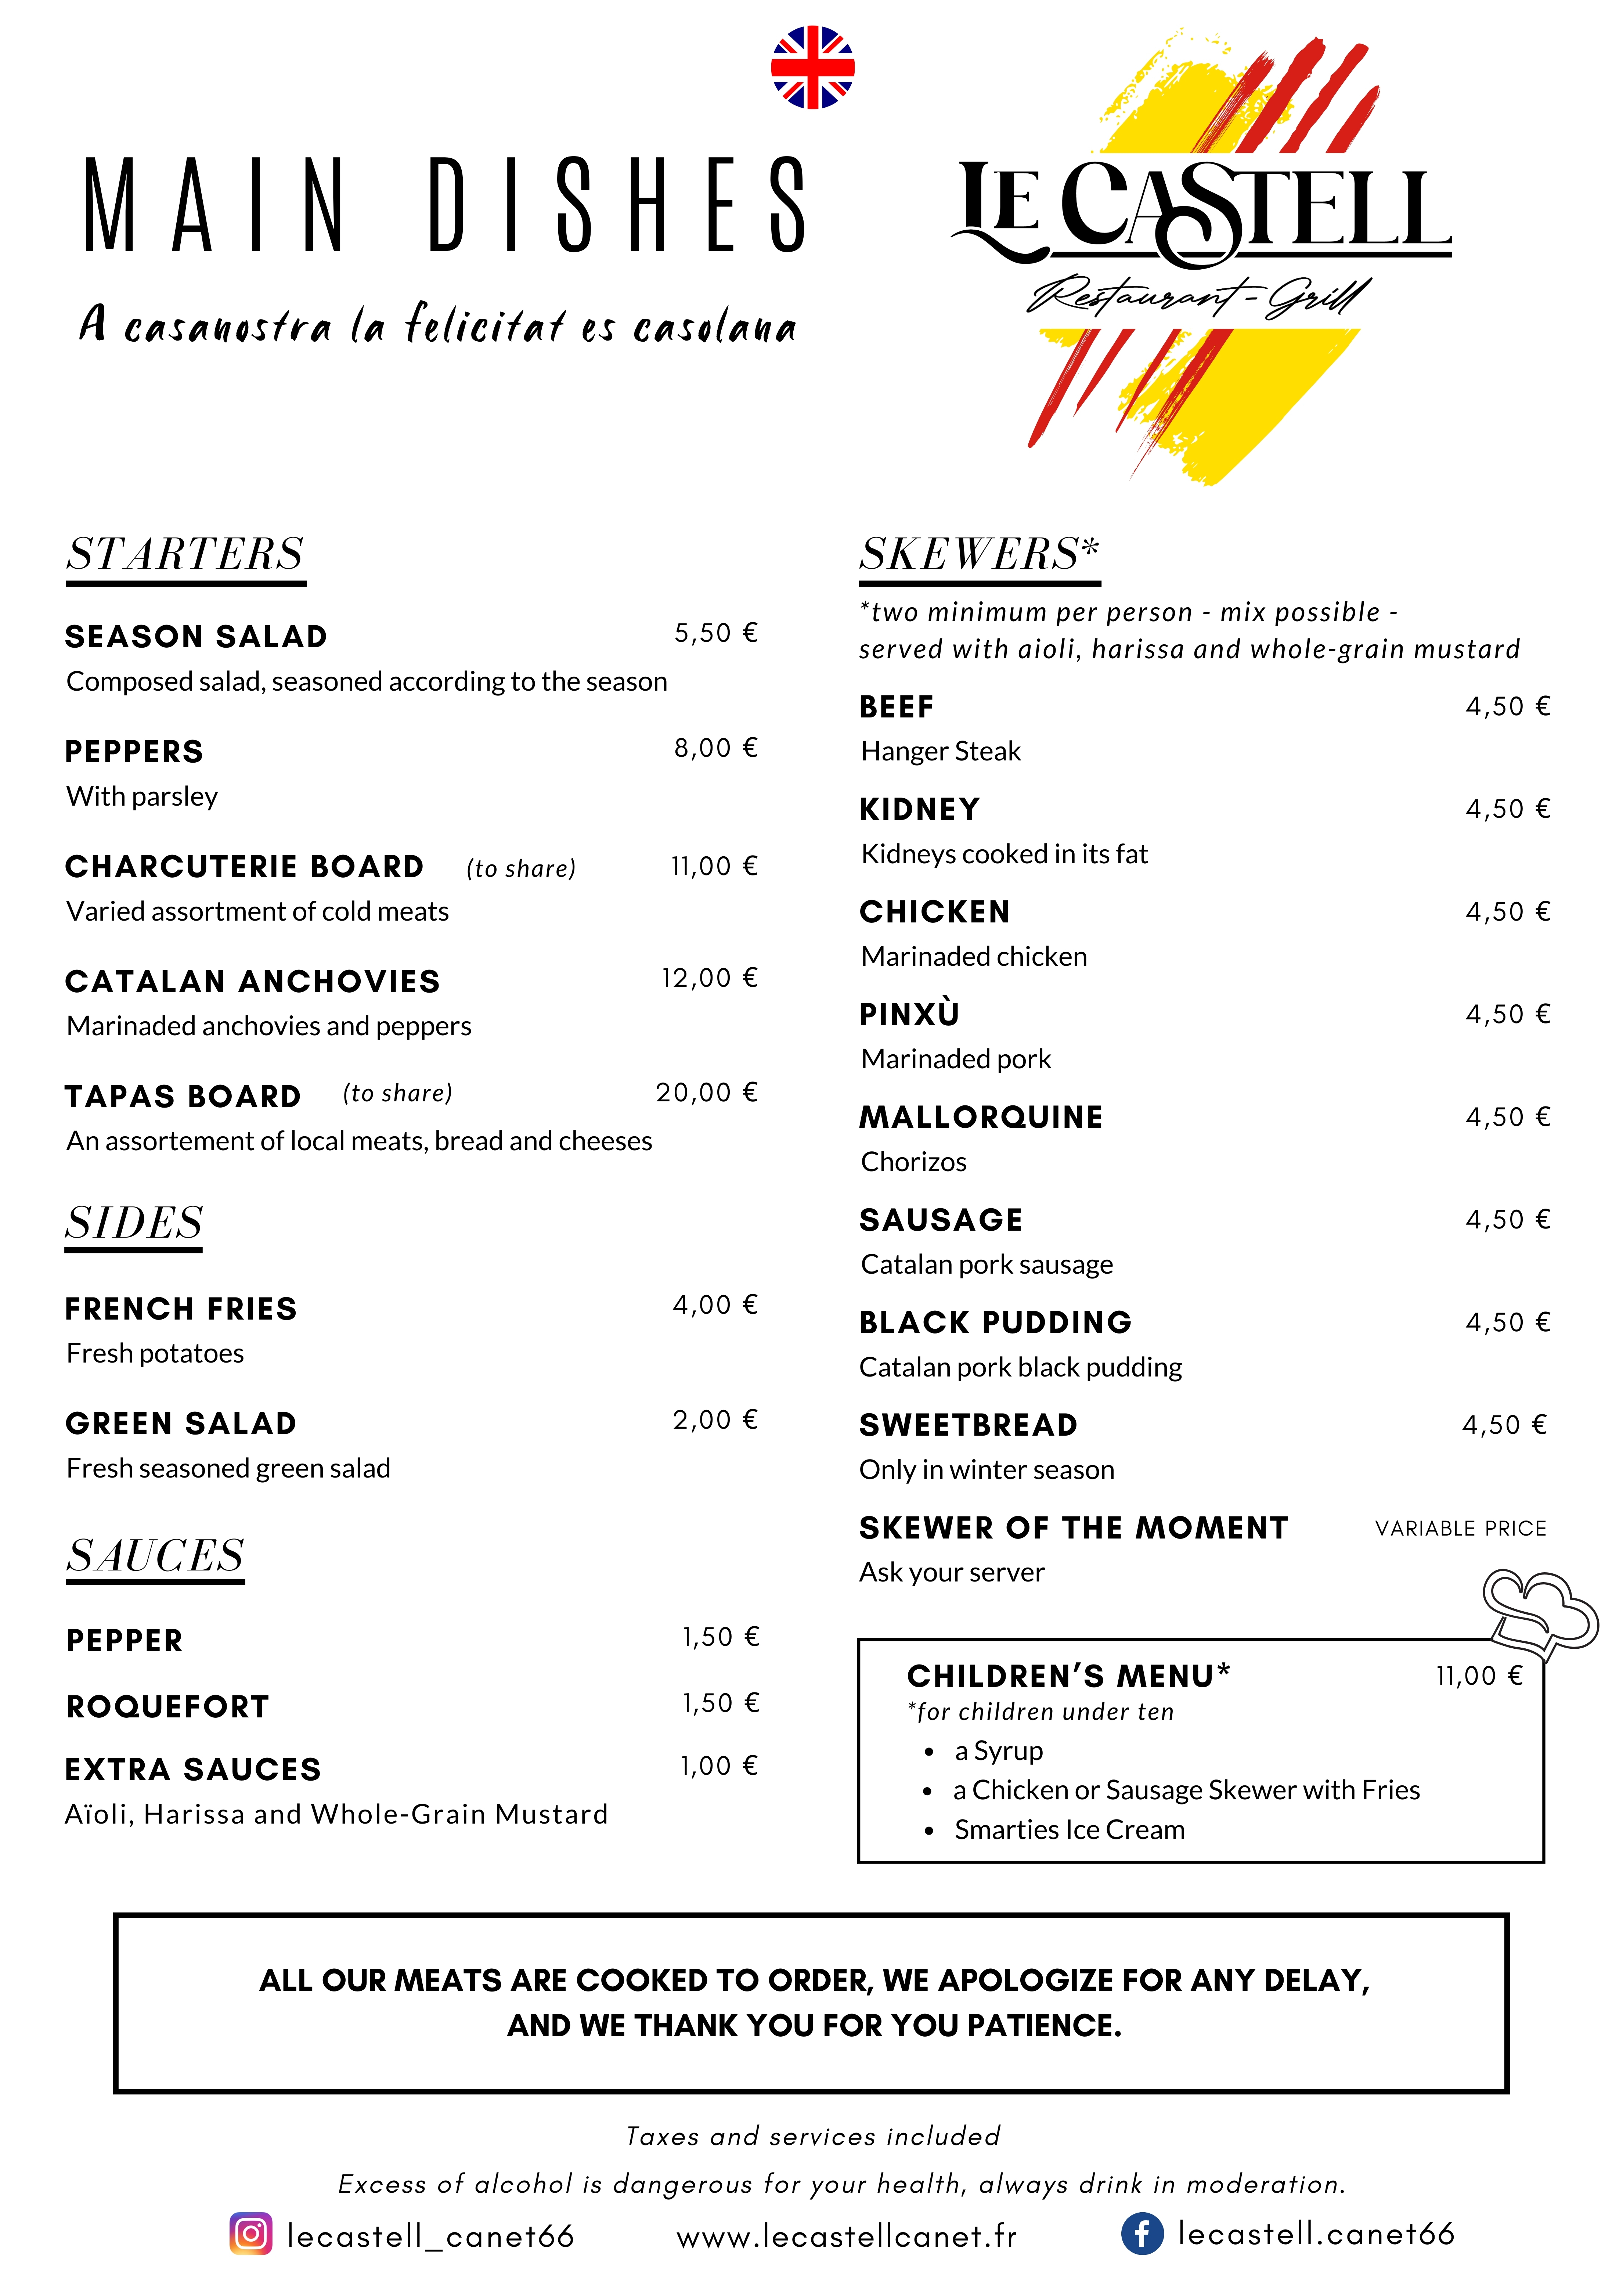 MAIN DISHES
A casanostra la felicitat es casolana
LE CASTELL
Restaurant-Grill
STARTERS
SEASON SALAD 5,50 €
Composed salad, seasoned according to the season
PEPPERS 8,00 €
With parsley
CHARCUTERIE BOARD (to share) 11,00 €
Varied assortment of cold meats
CATALAN ANCHOVIES 12,00 €
Marinaded anchovies and peppers
TAPAS BOARD (to share) 20,00 €
An assortement of local meats, bread and cheeses
SIDES
FRENCH FRIES 4,00 €
Fresh potatoes
GREEN SALAD 2,00 €
Fresh seasoned green salad
SAUCES
PEPPER 1,50 €
ROQUEFORT 1,50 €
EXTRA SAUCES 1,00 €
Aïoli, Harissa and Whole-Grain Mustard
SKEWERS*
*two minimum per person - mix possible -
served with aioli, harissa and whole-grain mustard
BEEF 4,50 €
Hanger Steak
KIDNEY 4,50 €
Kidneys cooked in its fat
CHICKEN 4,50 €
Marinaded chicken
PINXÙ 4,50 €
Marinaded pork
MALLORQUINE 4,50 €
Chorizos
SAUSAGE 4,50 €
Catalan pork sausage
BLACK PUDDING 4,50 €
Catalan pork black pudding
SWEETBREAD 4,50 €
Only in winter season
SKEWER OF THE MOMENT VARIABLE PRICE
Ask your server
CHILDREN'S MENU* 11,00 €
*for children under ten
• a Syrup
• a Chicken or Sausage Skewer with Fries
• Smarties Ice Cream
ALL OUR MEATS ARE COOKED TO ORDER, WE APOLOGIZE FOR ANY DELAY,
AND WE THANK YOU FOR YOU PATIENCE.
Taxes and services included
Excess of alcohol is dangerous for your health, always drink in moderation.
lecastell_canet66 www.lecastellcanet.fr lecastell.canet66